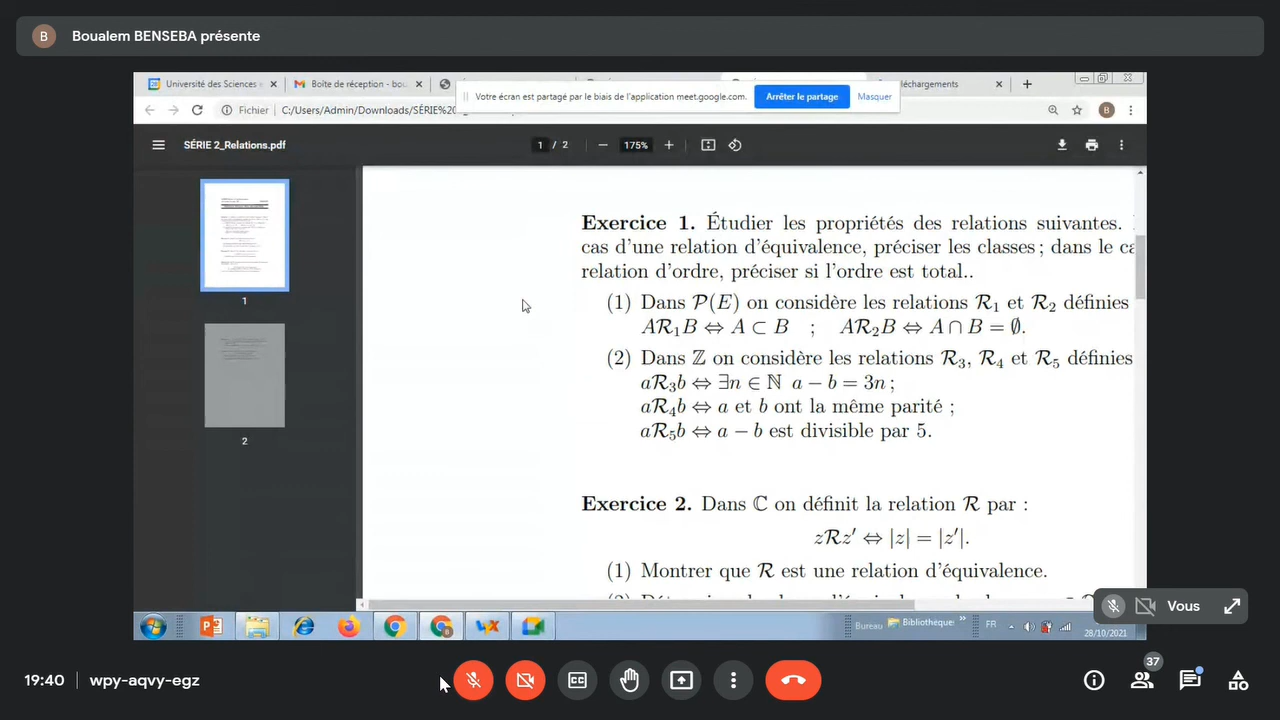 B Boualem BENSEBA présente
Université des Sciences
Boîte de réception - bou
chargements
Votre écran est partagé par le biais de l'application meet.google.com.
Arrêter le partage
Masquer
Fichier
C:/Users/Admin/Downloads/SÉRIE%20
B
SÉRIE 2_Relations.pdf
1 / 2
175%
Exercice 1. Étudier les propriétés des relations suivantes.
cas d'une relation d'équivalence, préciser les classes ; dans le ca
relation d'ordre, préciser si l'ordre est total..
(1) Dans 𝒫(E) on considère les relations ℛ₁ et ℛ₂ définies
Aℛ₁B ⇔ A ⊂ B ; Aℛ₂B ⇔ A ∩ B = ∅.
(2) Dans ℤ on considère les relations ℛ₃, ℛ₄ et ℛ₅ définies
aℛ₃b ⇔ ∃n ∈ ℕ a − b = 3n ;
aℛ₄b ⇔ a et b ont la même parité ;
aℛ₅b ⇔ a − b est divisible par 5.
Exercice 2. Dans ℂ on définit la relation ℛ par :
zℛz′ ⇔ |z| = |z′|.
(1) Montrer que ℛ est une relation d'équivalence.
1
2
Vous
Bureau
Bibliothèque
»
FR
28/10/2021
19:40
wpy-aqvy-egz
37